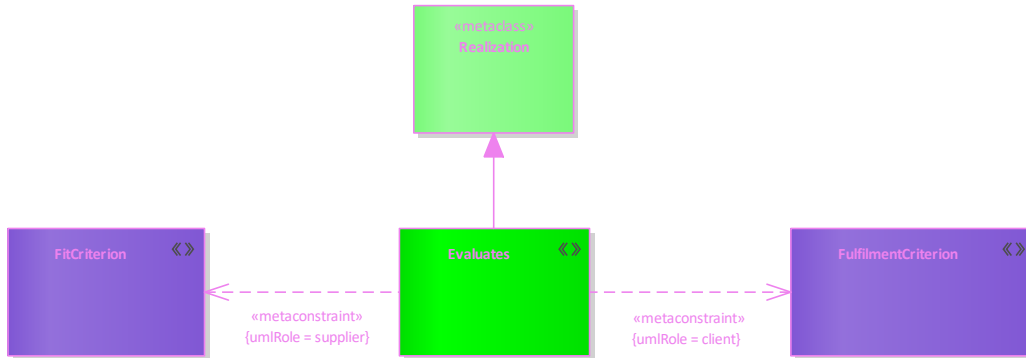 «metaclass»
Realization
FitCriterion
«»
Evaluates
«»
FulfilmentCriterion
«»
«metaconstraint»
{umlRole = supplier}
«metaconstraint»
{umlRole = client}